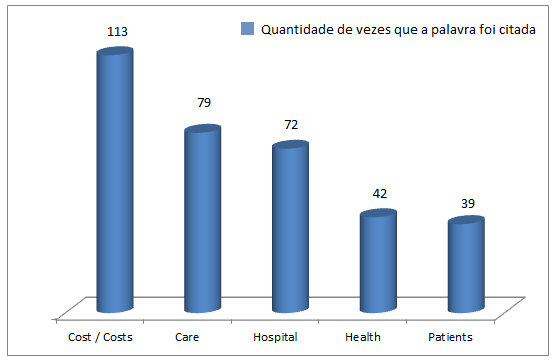 Quantidade de vezes que a palavra foi citada
113
79
72
42
39
Cost / Costs
Care
Hospital
Health
Patients